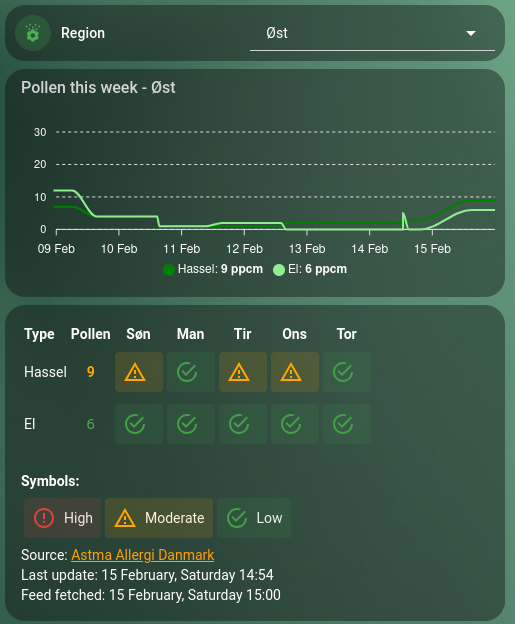 Region
Øst
Pollen this week - Øst
30
20
10
0
09 Feb 10 Feb 11 Feb 12 Feb 13 Feb 14 Feb 15 Feb
Hassel: 9 ppcm El: 6 ppcm
Type Pollen Søn Man Tir Ons Tor
Hassel 9
El 6
Symbols:
High Moderate Low
Source: Astma Allergi Danmark
Last update: 15 February, Saturday 14:54
Feed fetched: 15 February, Saturday 15:00